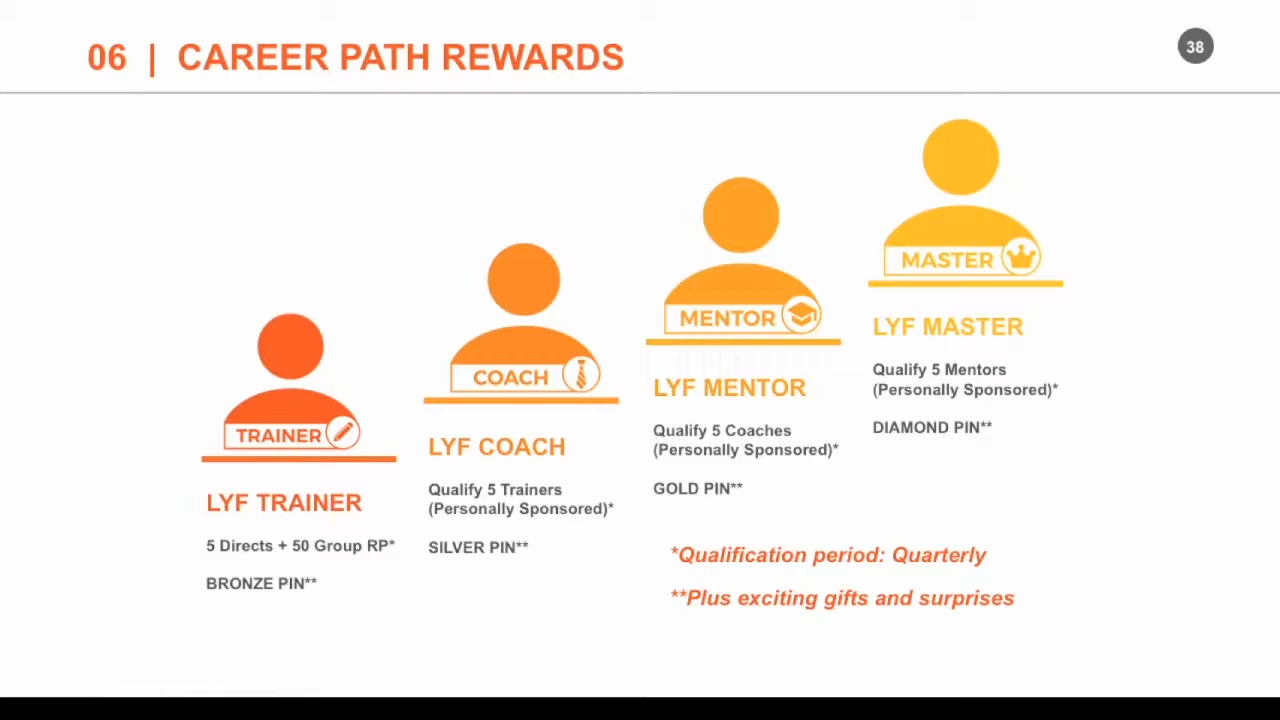 06 | CAREER PATH REWARDS
38
TRAINER
LYF TRAINER
5 Directs + 50 Group RP*
BRONZE PIN**
COACH
LYF COACH
Qualify 5 Trainers
(Personally Sponsored)*
SILVER PIN**
MENTOR
LYF MENTOR
Qualify 5 Coaches
(Personally Sponsored)*
GOLD PIN**
MASTER
LYF MASTER
Qualify 5 Mentors
(Personally Sponsored)*
DIAMOND PIN**
*Qualification period: Quarterly
**Plus exciting gifts and surprises